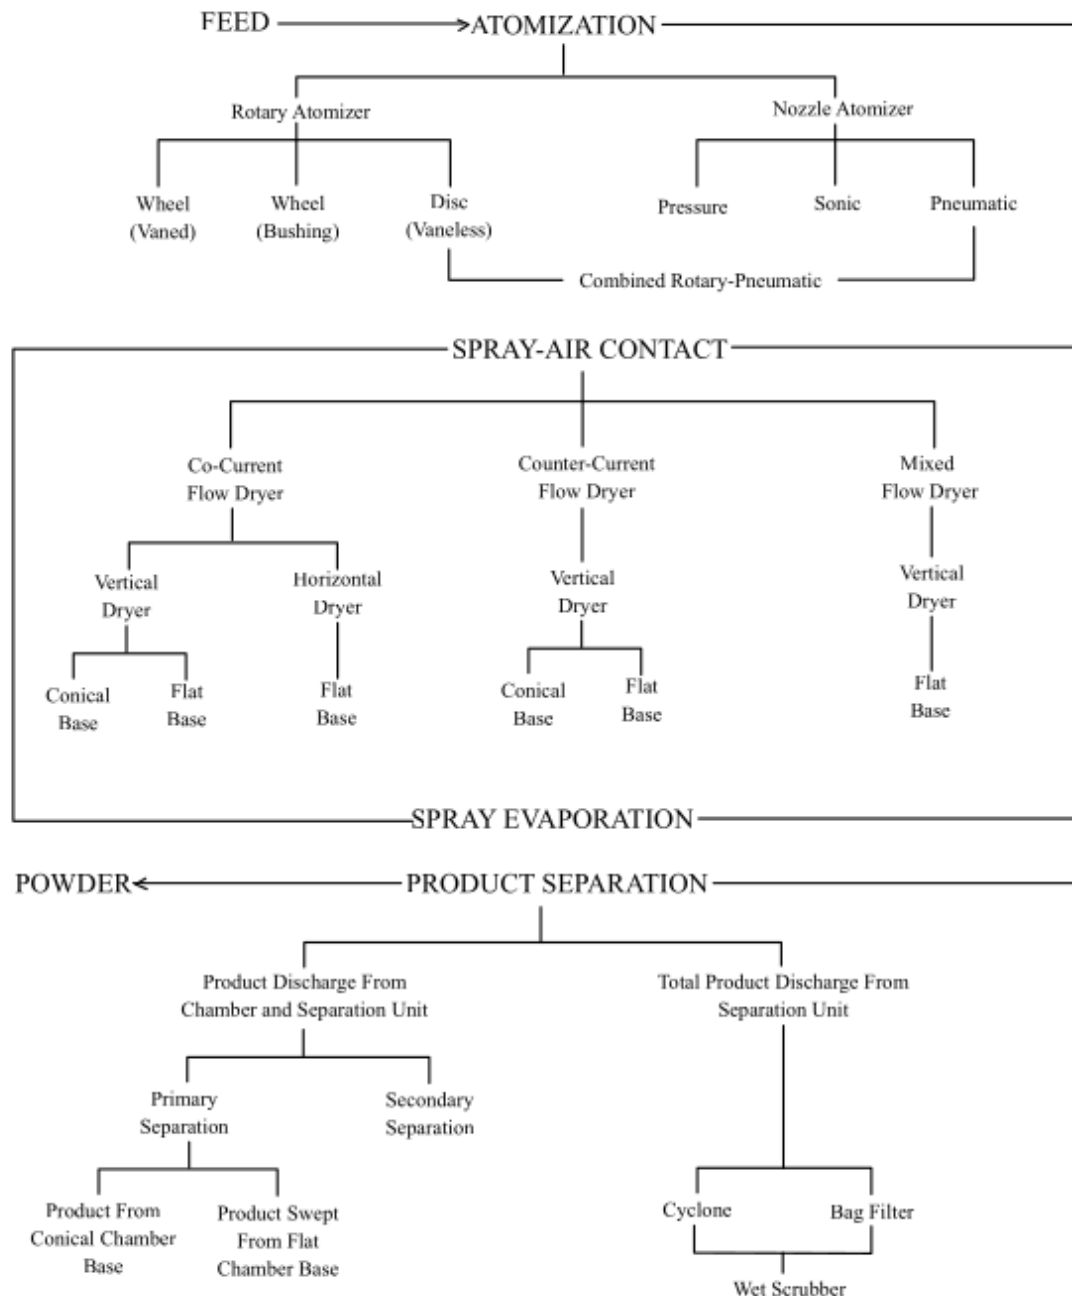 FEED
ATOMIZATION
Rotary Atomizer
Nozzle Atomizer
Wheel
(Vaned)
Wheel
(Bushing)
Disc
(Vaneless)
Pressure
Sonic
Pneumatic
Combined Rotary-Pneumatic
SPRAY-AIR CONTACT
Co-Current
Flow Dryer
Counter-Current
Flow Dryer
Mixed
Flow Dryer
Vertical
Dryer
Horizontal
Dryer
Vertical
Dryer
Vertical
Dryer
Conical
Base
Flat
Base
Flat
Base
Conical
Base
Flat
Base
Flat
Base
SPRAY EVAPORATION
POWDER
PRODUCT SEPARATION
Product Discharge From
Chamber and Separation Unit
Total Product Discharge From
Separation Unit
Primary
Separation
Secondary
Separation
Product From
Conical Chamber
Base
Product Swept
From Flat
Chamber Base
Cyclone
Bag Filter
Wet Scrubber